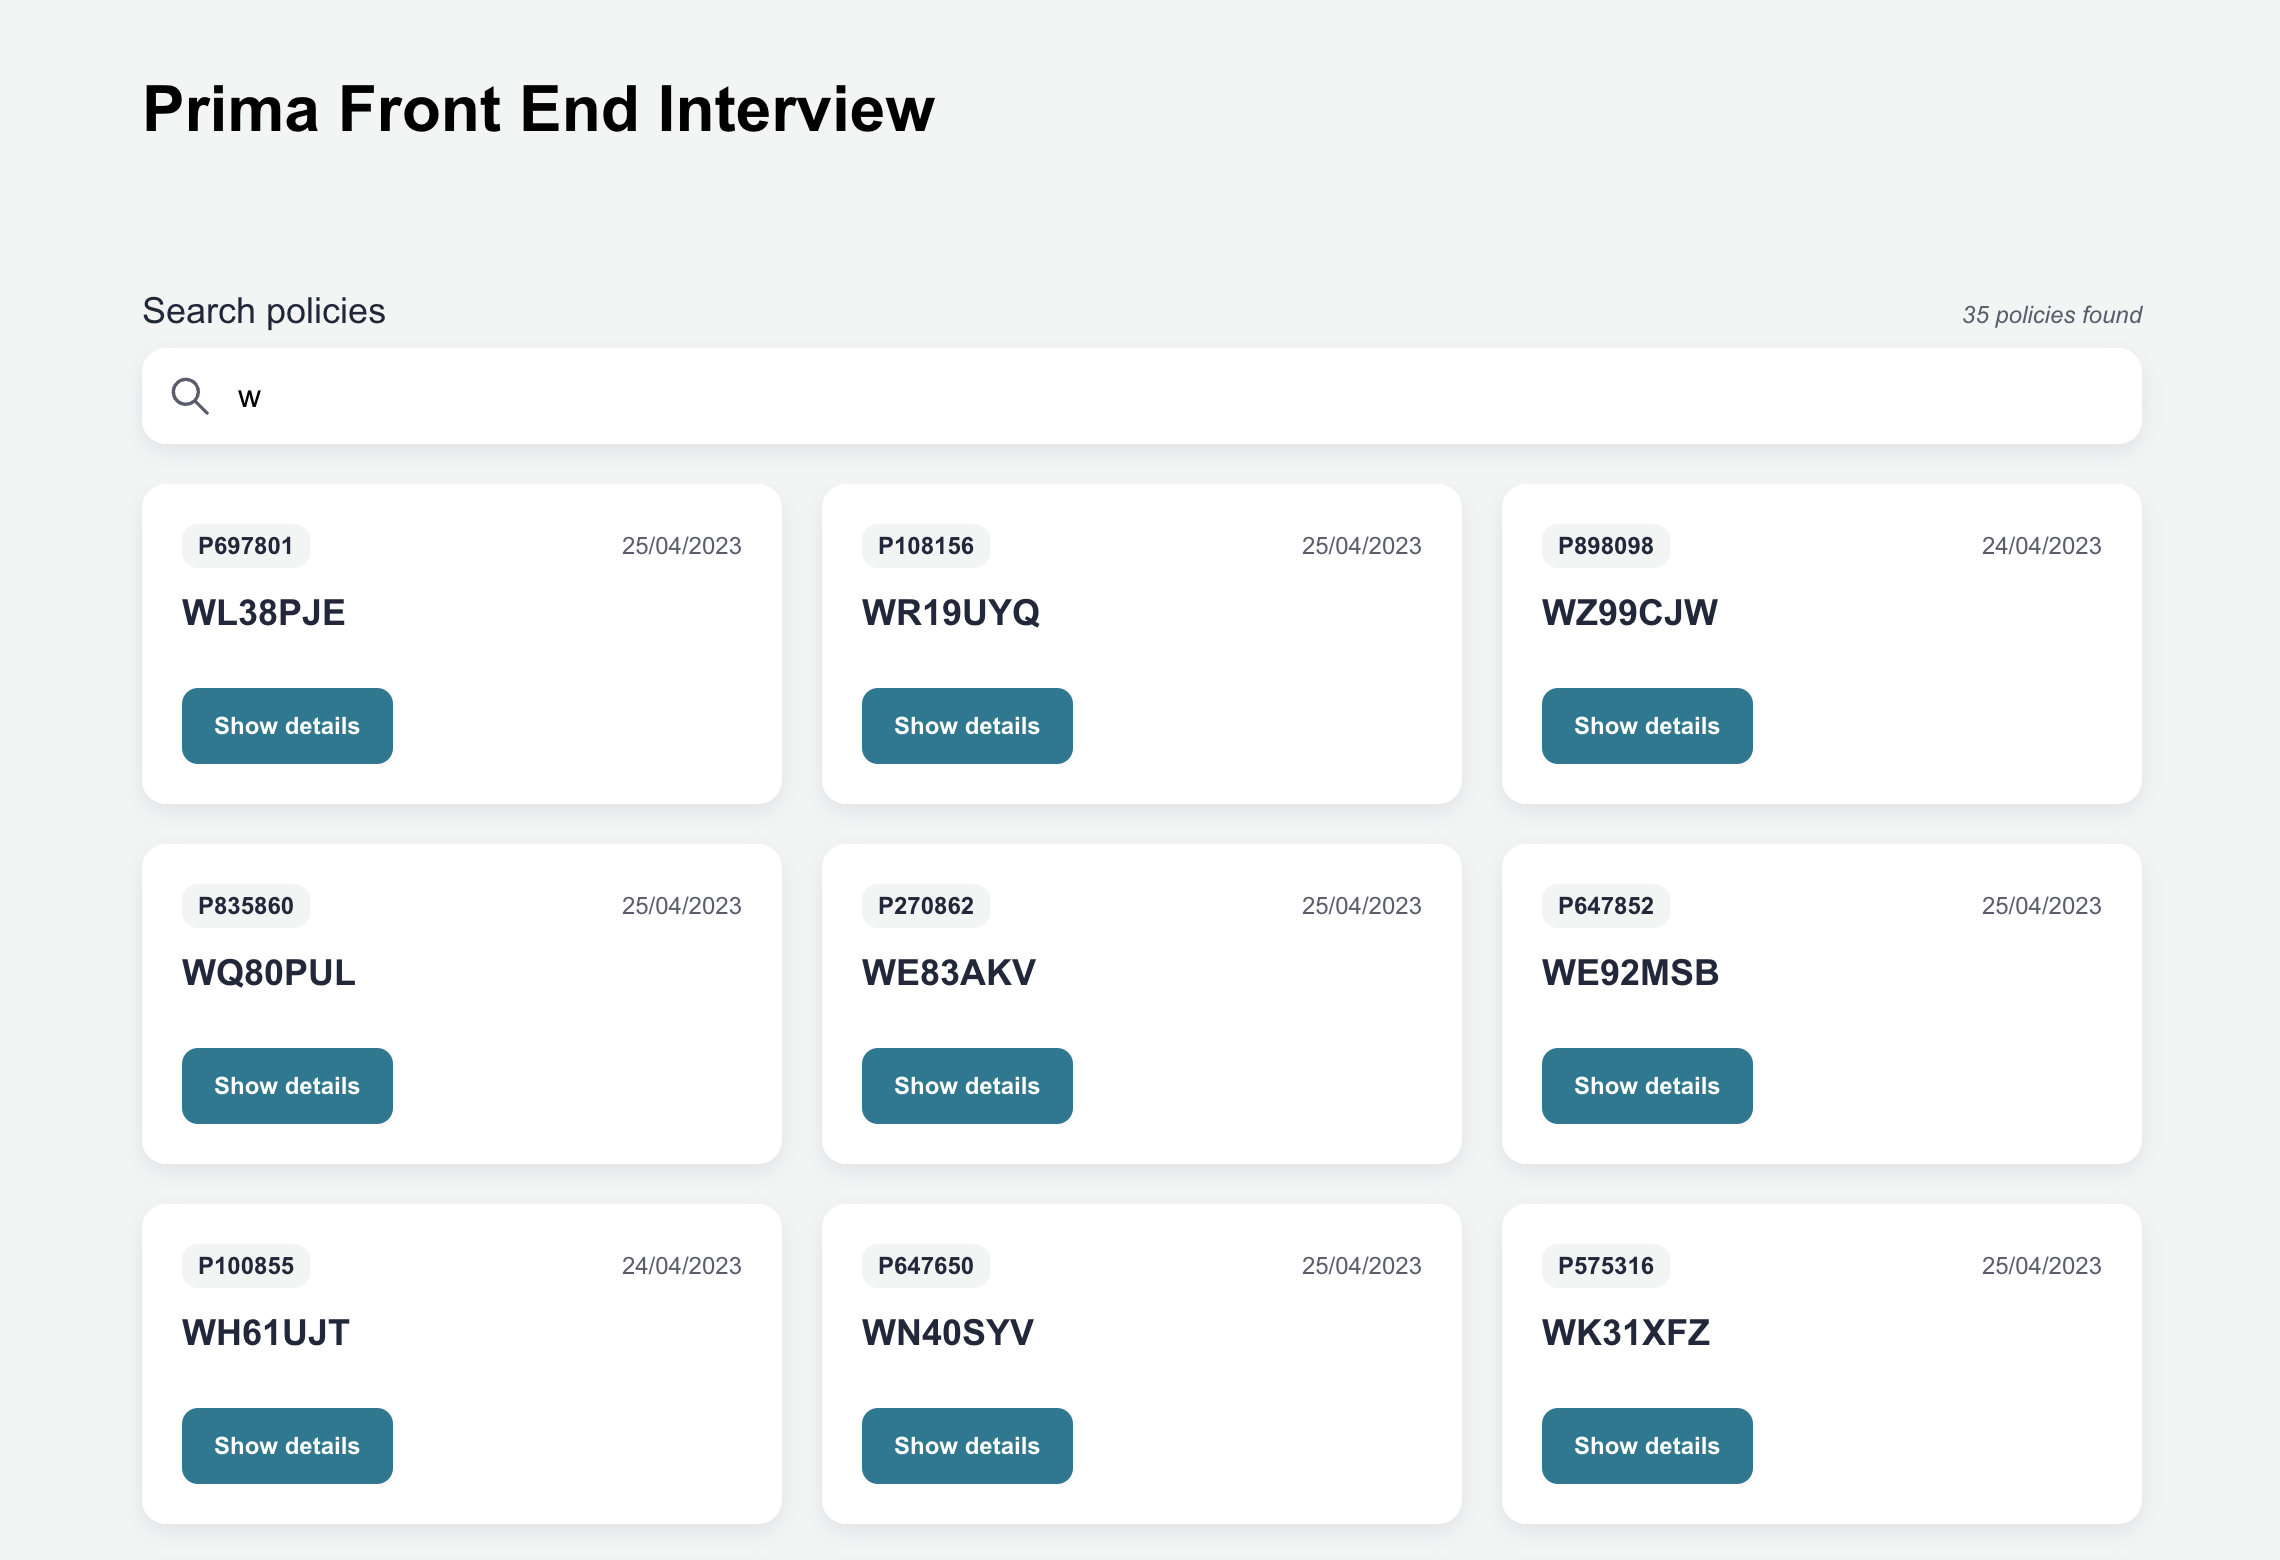 Prima Front End Interview
Search policies
35 policies found
w
P697801
25/04/2023
WL38PJE
Show details
P108156
25/04/2023
WR19UYQ
Show details
P898098
24/04/2023
WZ99CJW
Show details
P835860
25/04/2023
WQ80PUL
Show details
P270862
25/04/2023
WE83AKV
Show details
P647852
25/04/2023
WE92MSB
Show details
P100855
24/04/2023
WH61UJT
Show details
P647650
25/04/2023
WN40SYV
Show details
P575316
25/04/2023
WK31XFZ
Show details